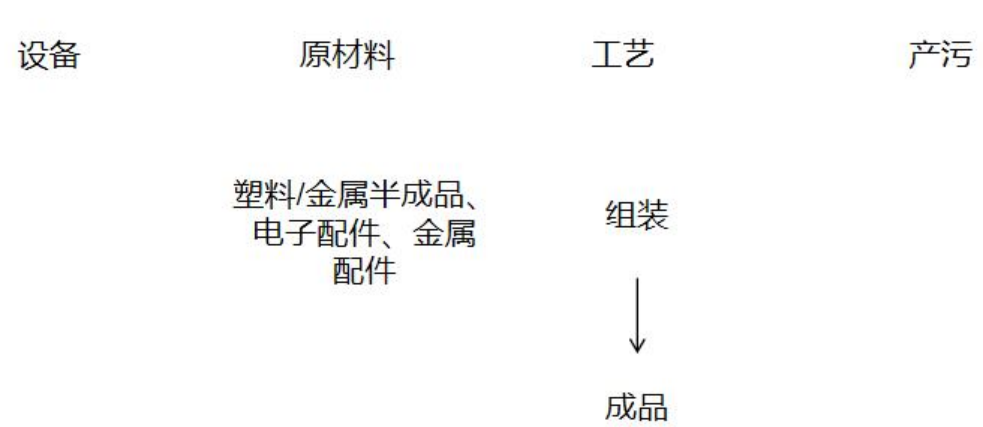 设备 原材料 工艺 产污
塑料/金属半成品、
电子配件、金属
配件
组装
成品